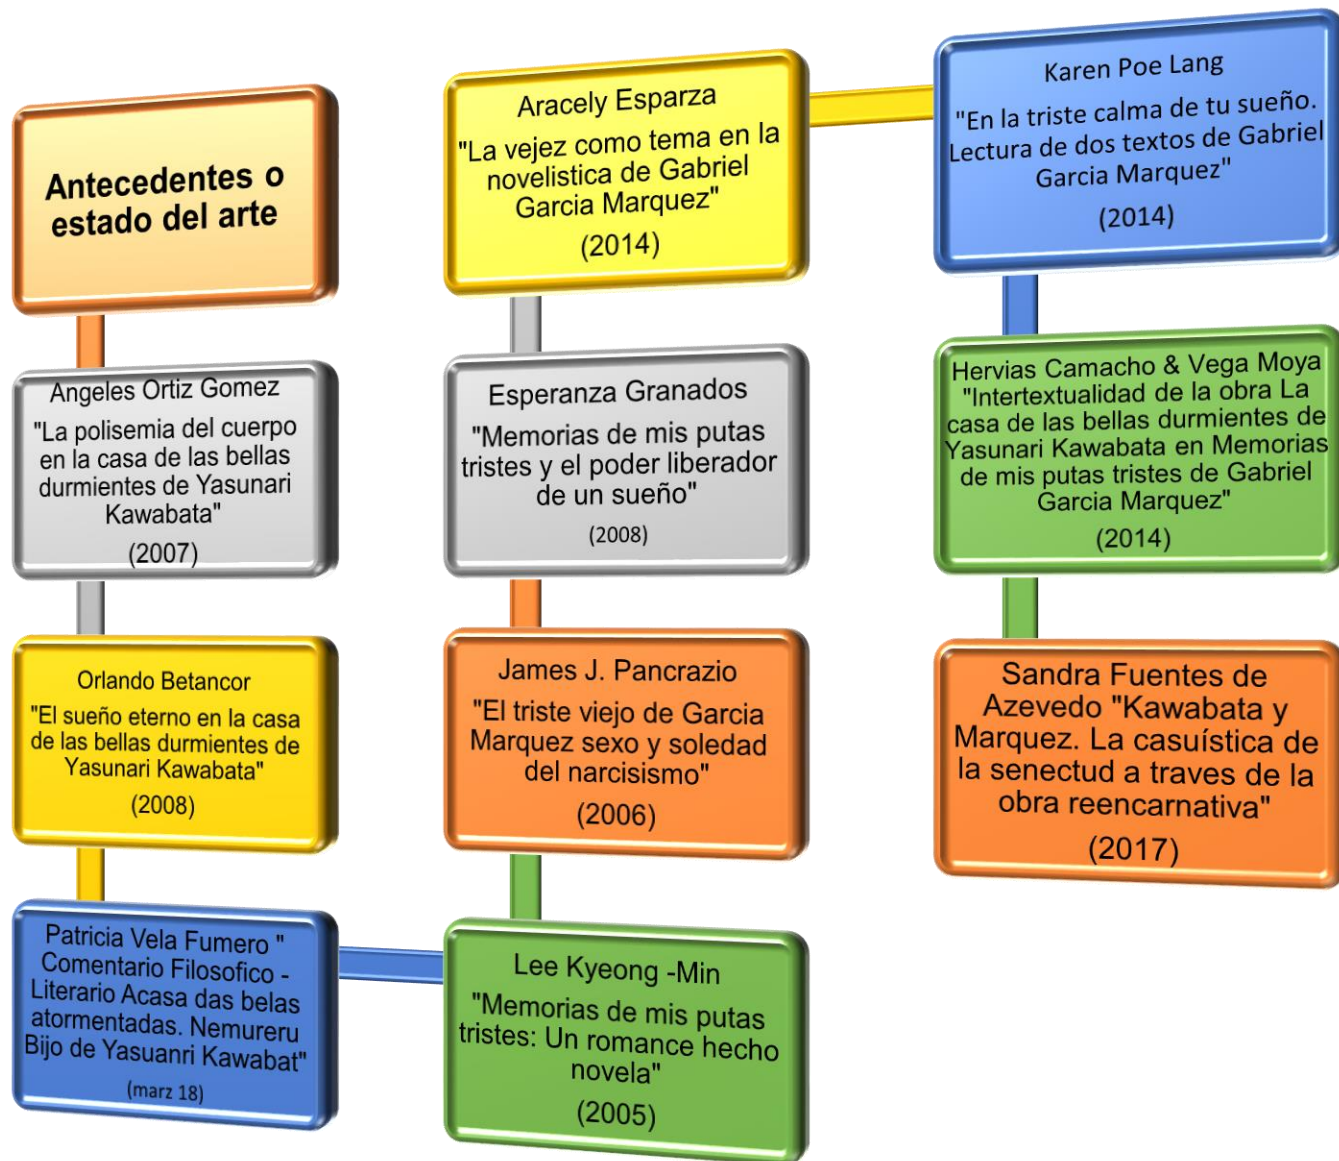 Antecedentes o
estado del arte
Angeles Ortiz Gomez
"La polisemia del cuerpo
en la casa de las bellas
durmientes de Yasunari
Kawabata"
(2007)
Orlando Betancor
"El sueño eterno en la casa
de las bellas durmientes de
Yasunari Kawabata"
(2008)
Patricia Vela Fumero "
Comentario Filosofico -
Literario Acasa das belas
atormentadas. Nemureru
Bijo de Yasuanri Kawabat"
(marz 18)
Lee Kyeong -Min
"Memorias de mis putas
tristes: Un romance hecho
novela"
(2005)
James J. Pancrazio
"El triste viejo de Garcia
Marquez sexo y soledad
del narcisismo"
(2006)
Esperanza Granados
"Memorias de mis putas
tristes y el poder liberador
de un sueño"
(2008)
Aracely Esparza
"La vejez como tema en la
novelistica de Gabriel
Garcia Marquez"
(2014)
Karen Poe Lang
"En la triste calma de tu sueño.
Lectura de dos textos de Gabriel
Garcia Marquez"
(2014)
Hervias Camacho & Vega Moya
"Intertextualidad de la obra La
casa de las bellas durmientes de
Yasunari Kawabata en Memorias
de mis putas tristes de Gabriel
Garcia Marquez"
(2014)
Sandra Fuentes de
Azevedo "Kawabata y
Marquez. La casuística de
la senectud a traves de la
obra reencarnativa"
(2017)